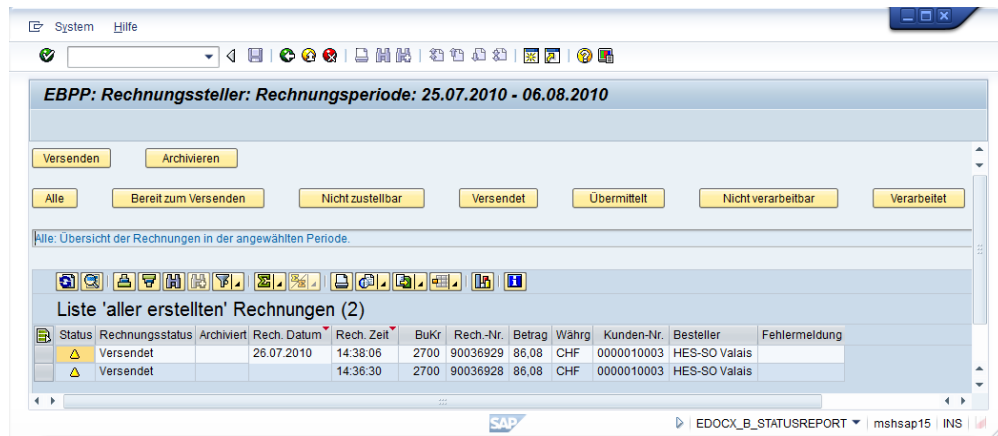 System Hilfe
EBPP: Rechnungssteller: Rechnungsperiode: 25.07.2010 - 06.08.2010
Versenden Archivieren
Alle Bereit zum Versenden Nicht zustellbar Versendet Übermittelt Nicht verarbeitbar Verarbeitet
Alle: Übersicht der Rechnungen in der angewählten Periode.
Liste 'aller erstellten' Rechnungen (2)
Status Rechnungsstatus Archiviert Rech. Datum Rech. Zeit BuKr Rech.-Nr. Betrag Währg Kunden-Nr. Besteller Fehlermeldung
Versendet 26.07.2010 14:38:06 2700 90036929 86,08 CHF 0000010003 HES-SO Valais
Versendet 14:36:30 2700 90036928 86,08 CHF 0000010003 HES-SO Valais
SAP EDOCX_B_STATUSREPORT mshsap15 INS